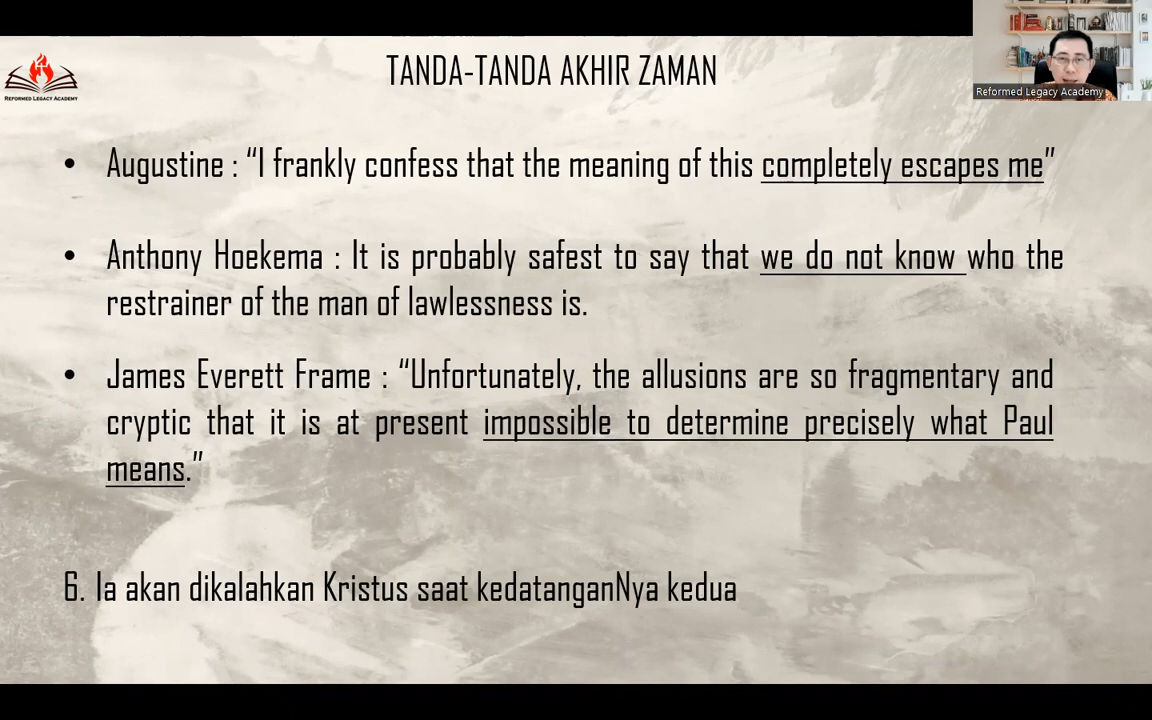 TANDA-TANDA AKHIR ZAMAN
Reformed Legacy Academy
REFORMED LEGACY ACADEMY
• Augustine : “I frankly confess that the meaning of this completely escapes me”
• Anthony Hoekema : It is probably safest to say that we do not know who the
restrainer of the man of lawlessness is.
• James Everett Frame : “Unfortunately, the allusions are so fragmentary and
cryptic that it is at present impossible to determine precisely what Paul
means.”
6. Ia akan dikalahkan Kristus saat kedatanganNya kedua